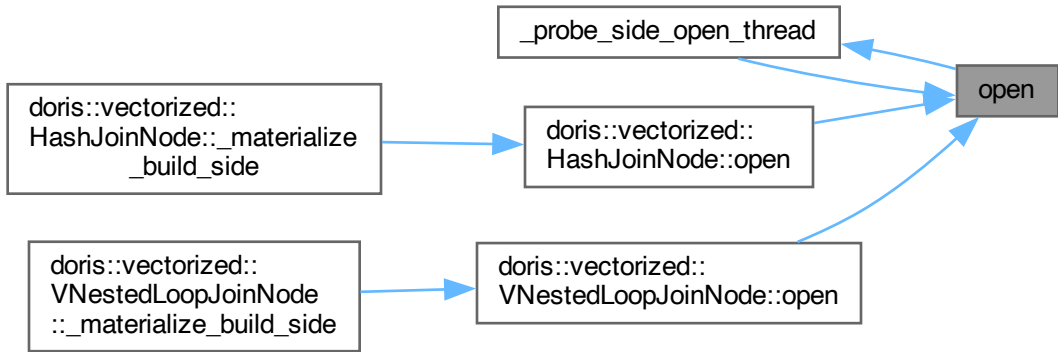 _probe_side_open_thread
open
doris::vectorized::
HashJoinNode::_materialize
_build_side
doris::vectorized::
HashJoinNode::open
doris::vectorized::
VNestedLoopJoinNode
::_materialize_build_side
doris::vectorized::
VNestedLoopJoinNode::open